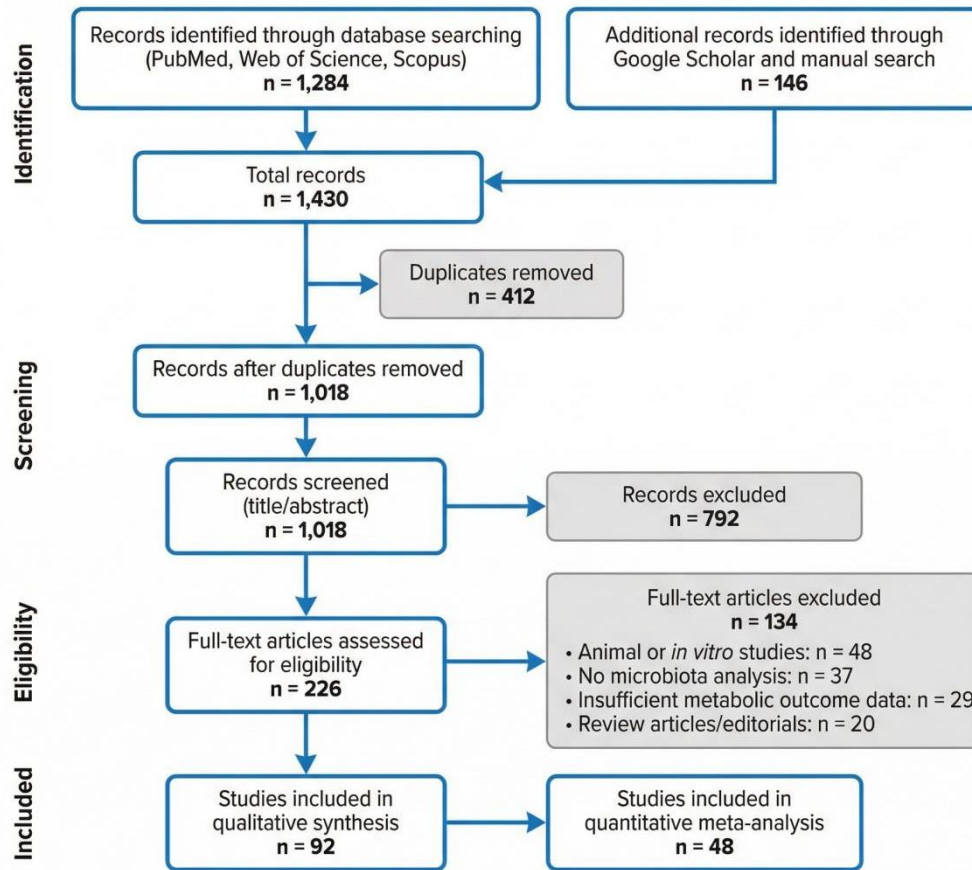 Identification
Records identified through database searching
(PubMed, Web of Science, Scopus)
n = 1,284
Additional records identified through
Google Scholar and manual search
n = 146
Total records
n = 1,430
Duplicates removed
n = 412
Screening
Records after duplicates removed
n = 1,018
Records screened
(title/abstract)
n = 1,018
Records excluded
n = 792
Eligibility
Full-text articles assessed
for eligibility
n = 226
Full-text articles excluded
n = 134
• Animal or in vitro studies: n = 48
• No microbiota analysis: n = 37
• Insufficient metabolic outcome data: n = 29
• Review articles/editorials: n = 20
Included
Studies included in
qualitative synthesis
n = 92
Studies included in
quantitative meta-analysis
n = 48